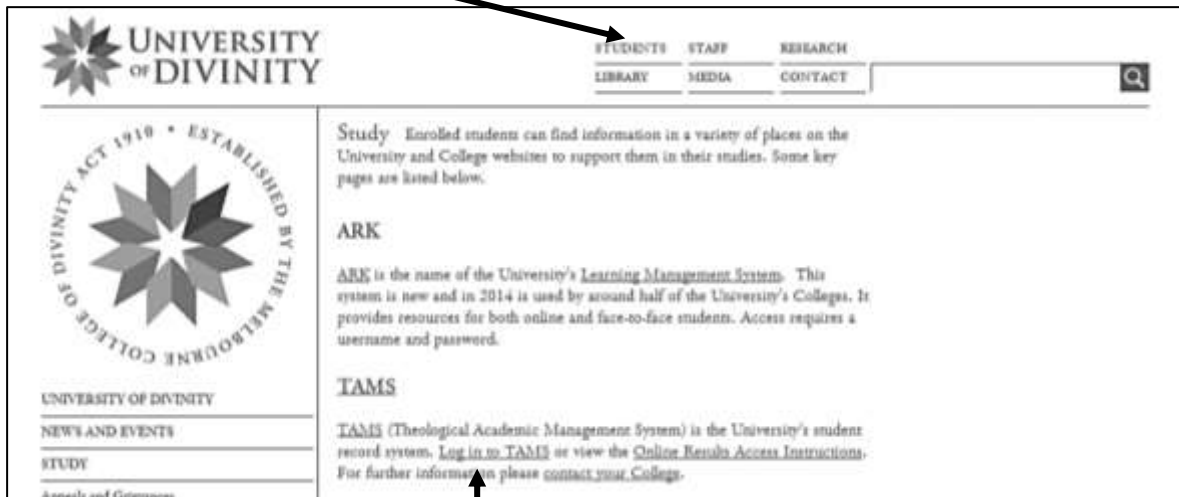 UNIVERSITY
OF DIVINITY
STUDENTS STAFF RESEARCH
LIBRARY MEDIA CONTACT
COLLEGE OF DIVINITY ACT 1910 • ESTABLISHED BY THE MELBOURNE
Study Enrolled students can find information in a variety of places on the
University and College websites to support them in their studies. Some key
pages are listed below.
ARK
ARK is the name of the University's Learning Management System. This
system is new and in 2014 is used by around half of the University's Colleges. It
provides resources for both online and face-to-face students. Access requires a
username and password.
TAMS
TAMS (Theological Academic Management System) is the University's student
record system. Log in to TAMS or view the Online Results Access Instructions.
For further information please contact your College.
UNIVERSITY OF DIVINITY
NEWS AND EVENTS
STUDY
Appeals and Grievances